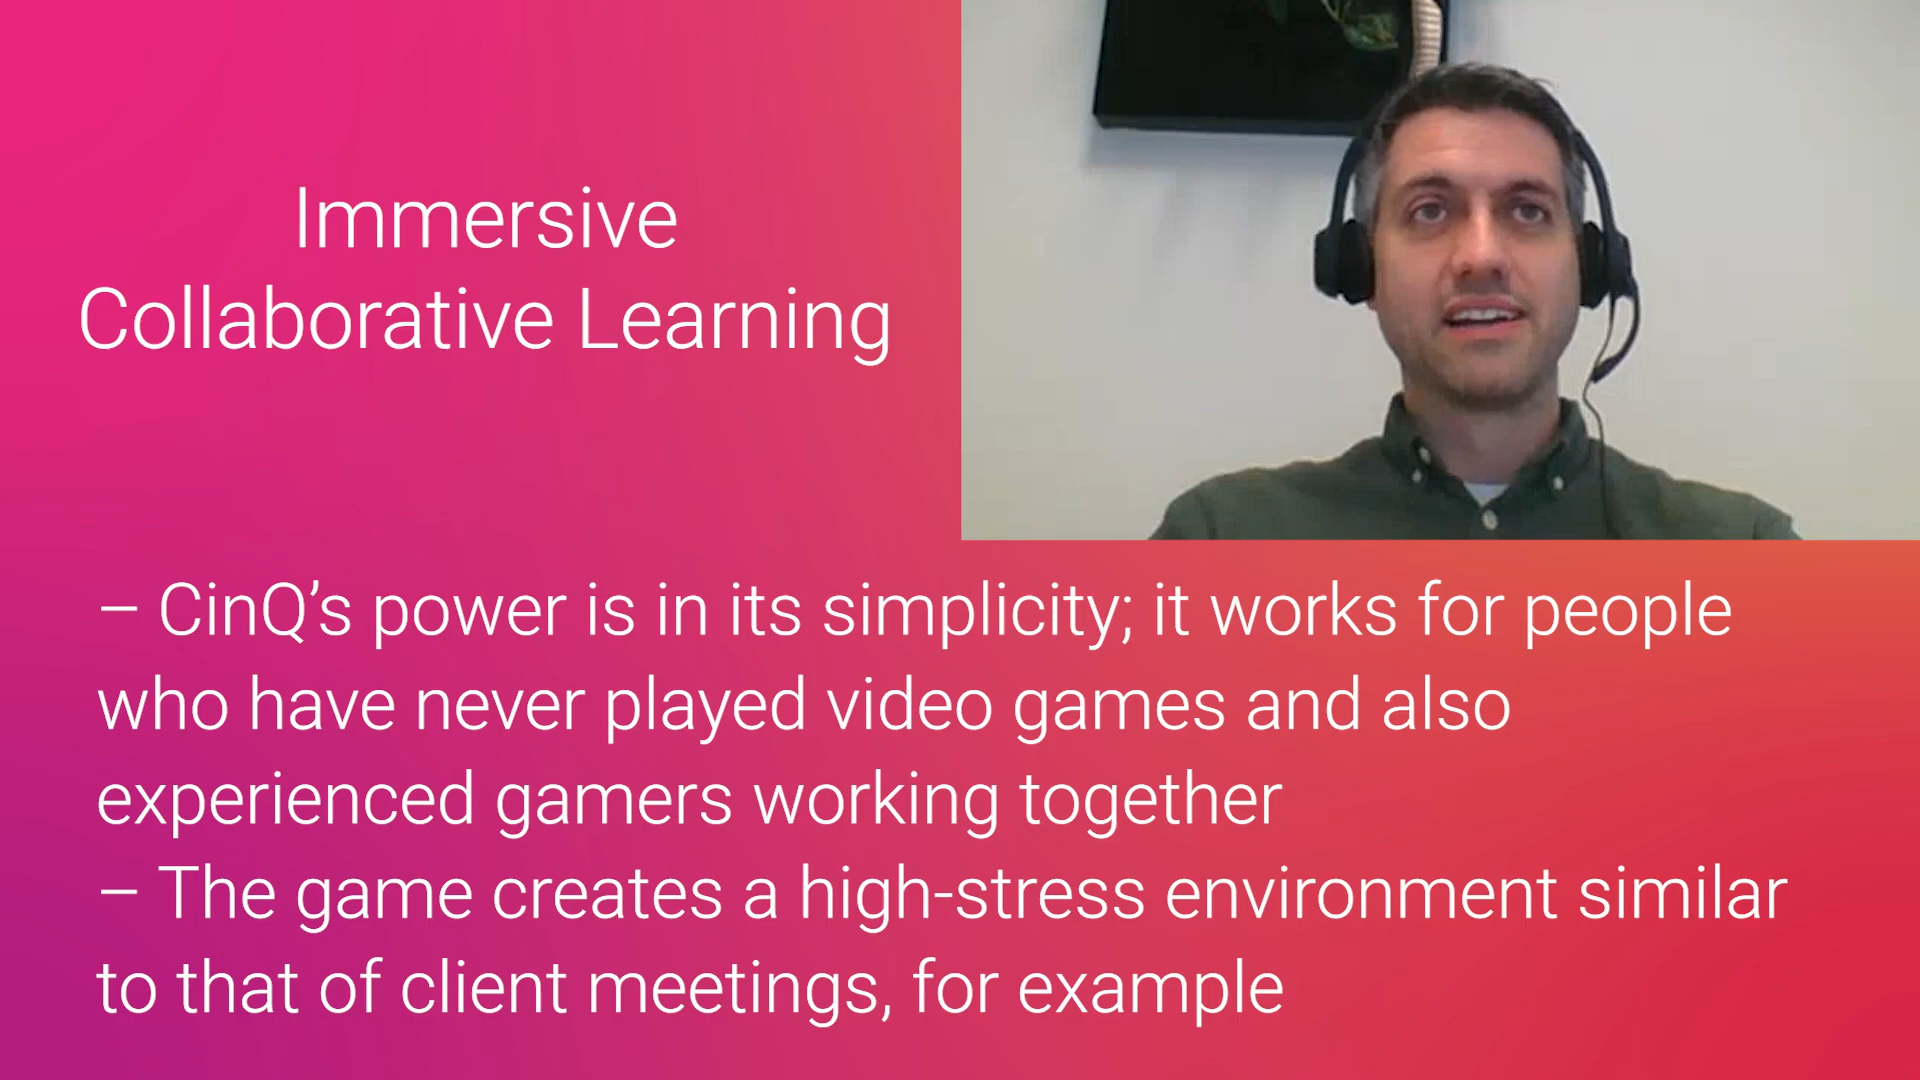 Immersive
Collaborative Learning
– CinQ’s power is in its simplicity; it works for people
who have never played video games and also
experienced gamers working together
– The game creates a high-stress environment similar
to that of client meetings, for example